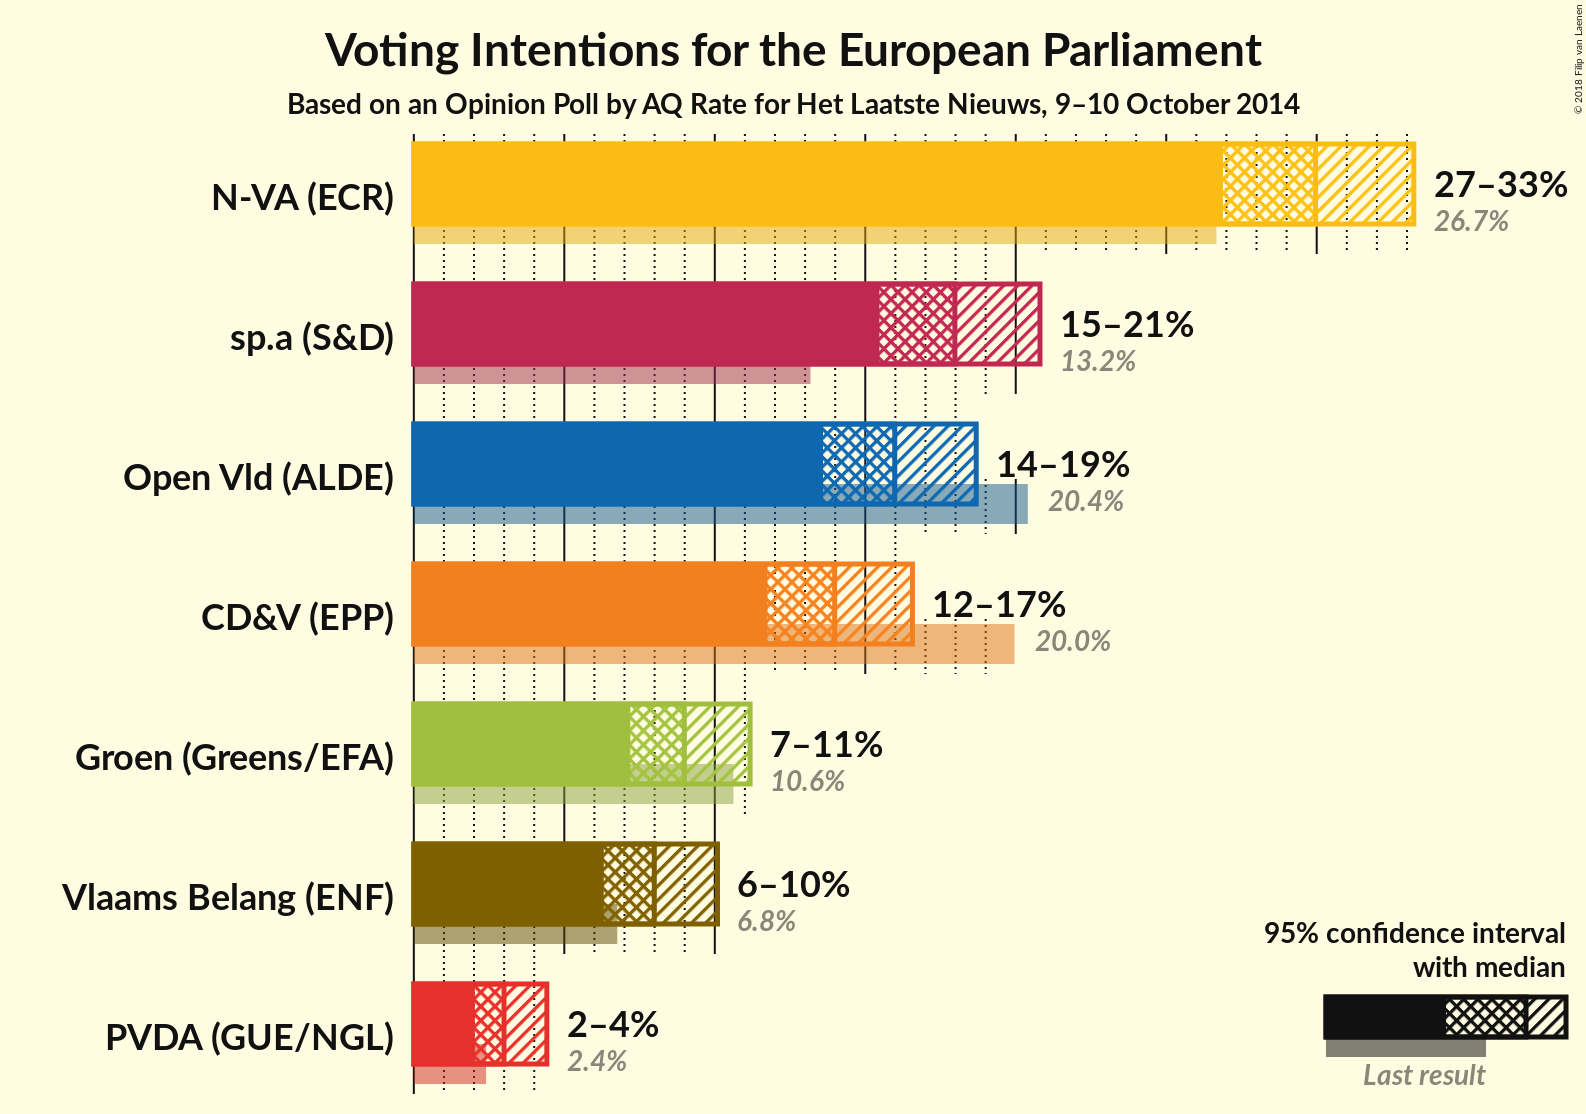 Voting Intentions for the European Parliament
Based on an Opinion Poll by AQ Rate for Het Laatste Nieuws, 9–10 October 2014
© 2018 Filip van Laenen
N-VA (ECR)
27–33%
26.7%
sp.a (S&D)
15–21%
13.2%
Open Vld (ALDE)
14–19%
20.4%
CD&V (EPP)
12–17%
20.0%
Groen (Greens/EFA)
7–11%
10.6%
Vlaams Belang (ENF)
6–10%
6.8%
PVDA (GUE/NGL)
2–4%
2.4%
95% confidence interval
with median
Last result